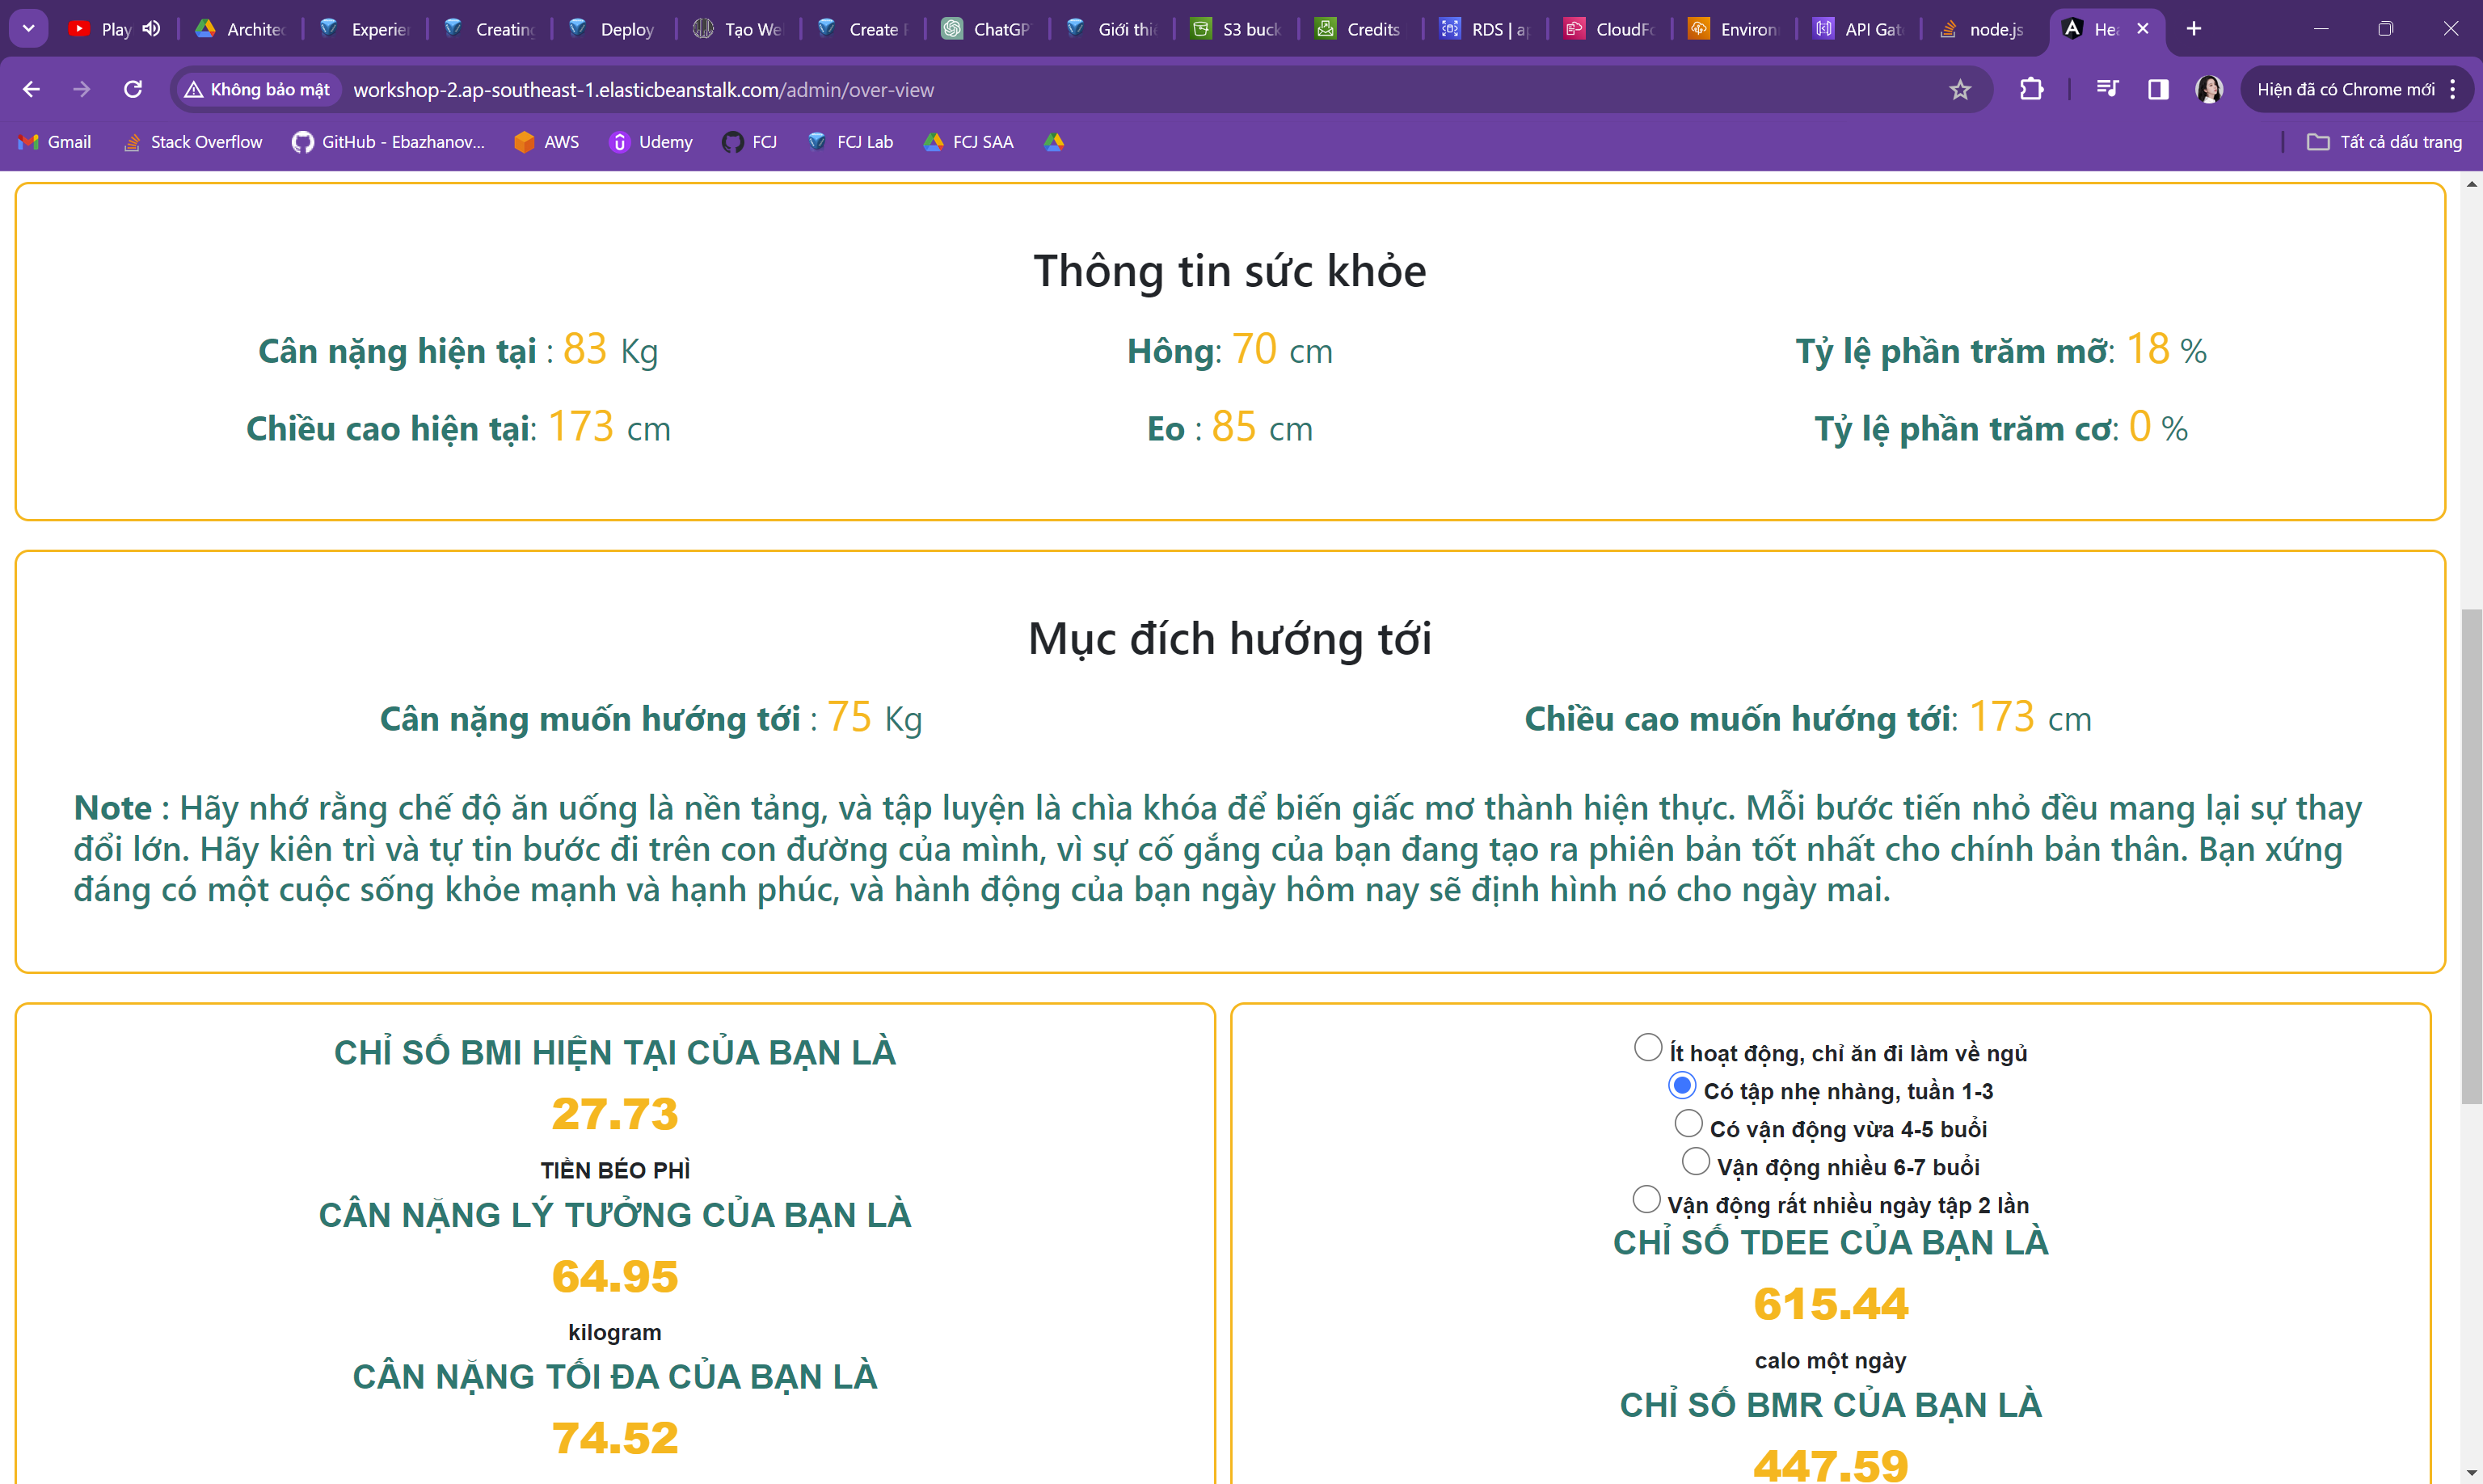 Play
Architec
Experier
Creating
Deploy
Tạo We
Create F
ChatGP
Giới thiệ
S3 buck
Credits
RDS | ap
CloudFo
Environ
API Gat
node.js
Hea
Không bảo mật
workshop-2.ap-southeast-1.elasticbeanstalk.com/admin/over-view
Hiện đã có Chrome mới
Gmail
Stack Overflow
GitHub - Ebazhanov...
AWS
Udemy
FCJ
FCJ Lab
FCJ SAA
Tất cả dấu trang
Thông tin sức khỏe
Cân nặng hiện tại : 83 Kg
Hông: 70 cm
Tỷ lệ phần trăm mỡ: 18 %
Chiều cao hiện tại: 173 cm
Eo : 85 cm
Tỷ lệ phần trăm cơ: 0 %
Mục đích hướng tới
Cân nặng muốn hướng tới : 75 Kg
Chiều cao muốn hướng tới: 173 cm
Note : Hãy nhớ rằng chế độ ăn uống là nền tảng, và tập luyện là chìa khóa để biến giấc mơ thành hiện thực. Mỗi bước tiến nhỏ đều mang lại sự thay
đổi lớn. Hãy kiên trì và tự tin bước đi trên con đường của mình, vì sự cố gắng của bạn đang tạo ra phiên bản tốt nhất cho chính bản thân. Bạn xứng
đáng có một cuộc sống khỏe mạnh và hạnh phúc, và hành động của bạn ngày hôm nay sẽ định hình nó cho ngày mai.
CHỈ SỐ BMI HIỆN TẠI CỦA BẠN LÀ
27.73
TIỀN BÉO PHÌ
CÂN NẶNG LÝ TƯỞNG CỦA BẠN LÀ
64.95
kilogram
CÂN NẶNG TỐI ĐA CỦA BẠN LÀ
74.52
Ít hoạt động, chỉ ăn đi làm về ngủ
Có tập nhẹ nhàng, tuần 1-3
Có vận động vừa 4-5 buổi
Vận động nhiều 6-7 buổi
Vận động rất nhiều ngày tập 2 lần
CHỈ SỐ TDEE CỦA BẠN LÀ
615.44
calo một ngày
CHỈ SỐ BMR CỦA BẠN LÀ
447.59